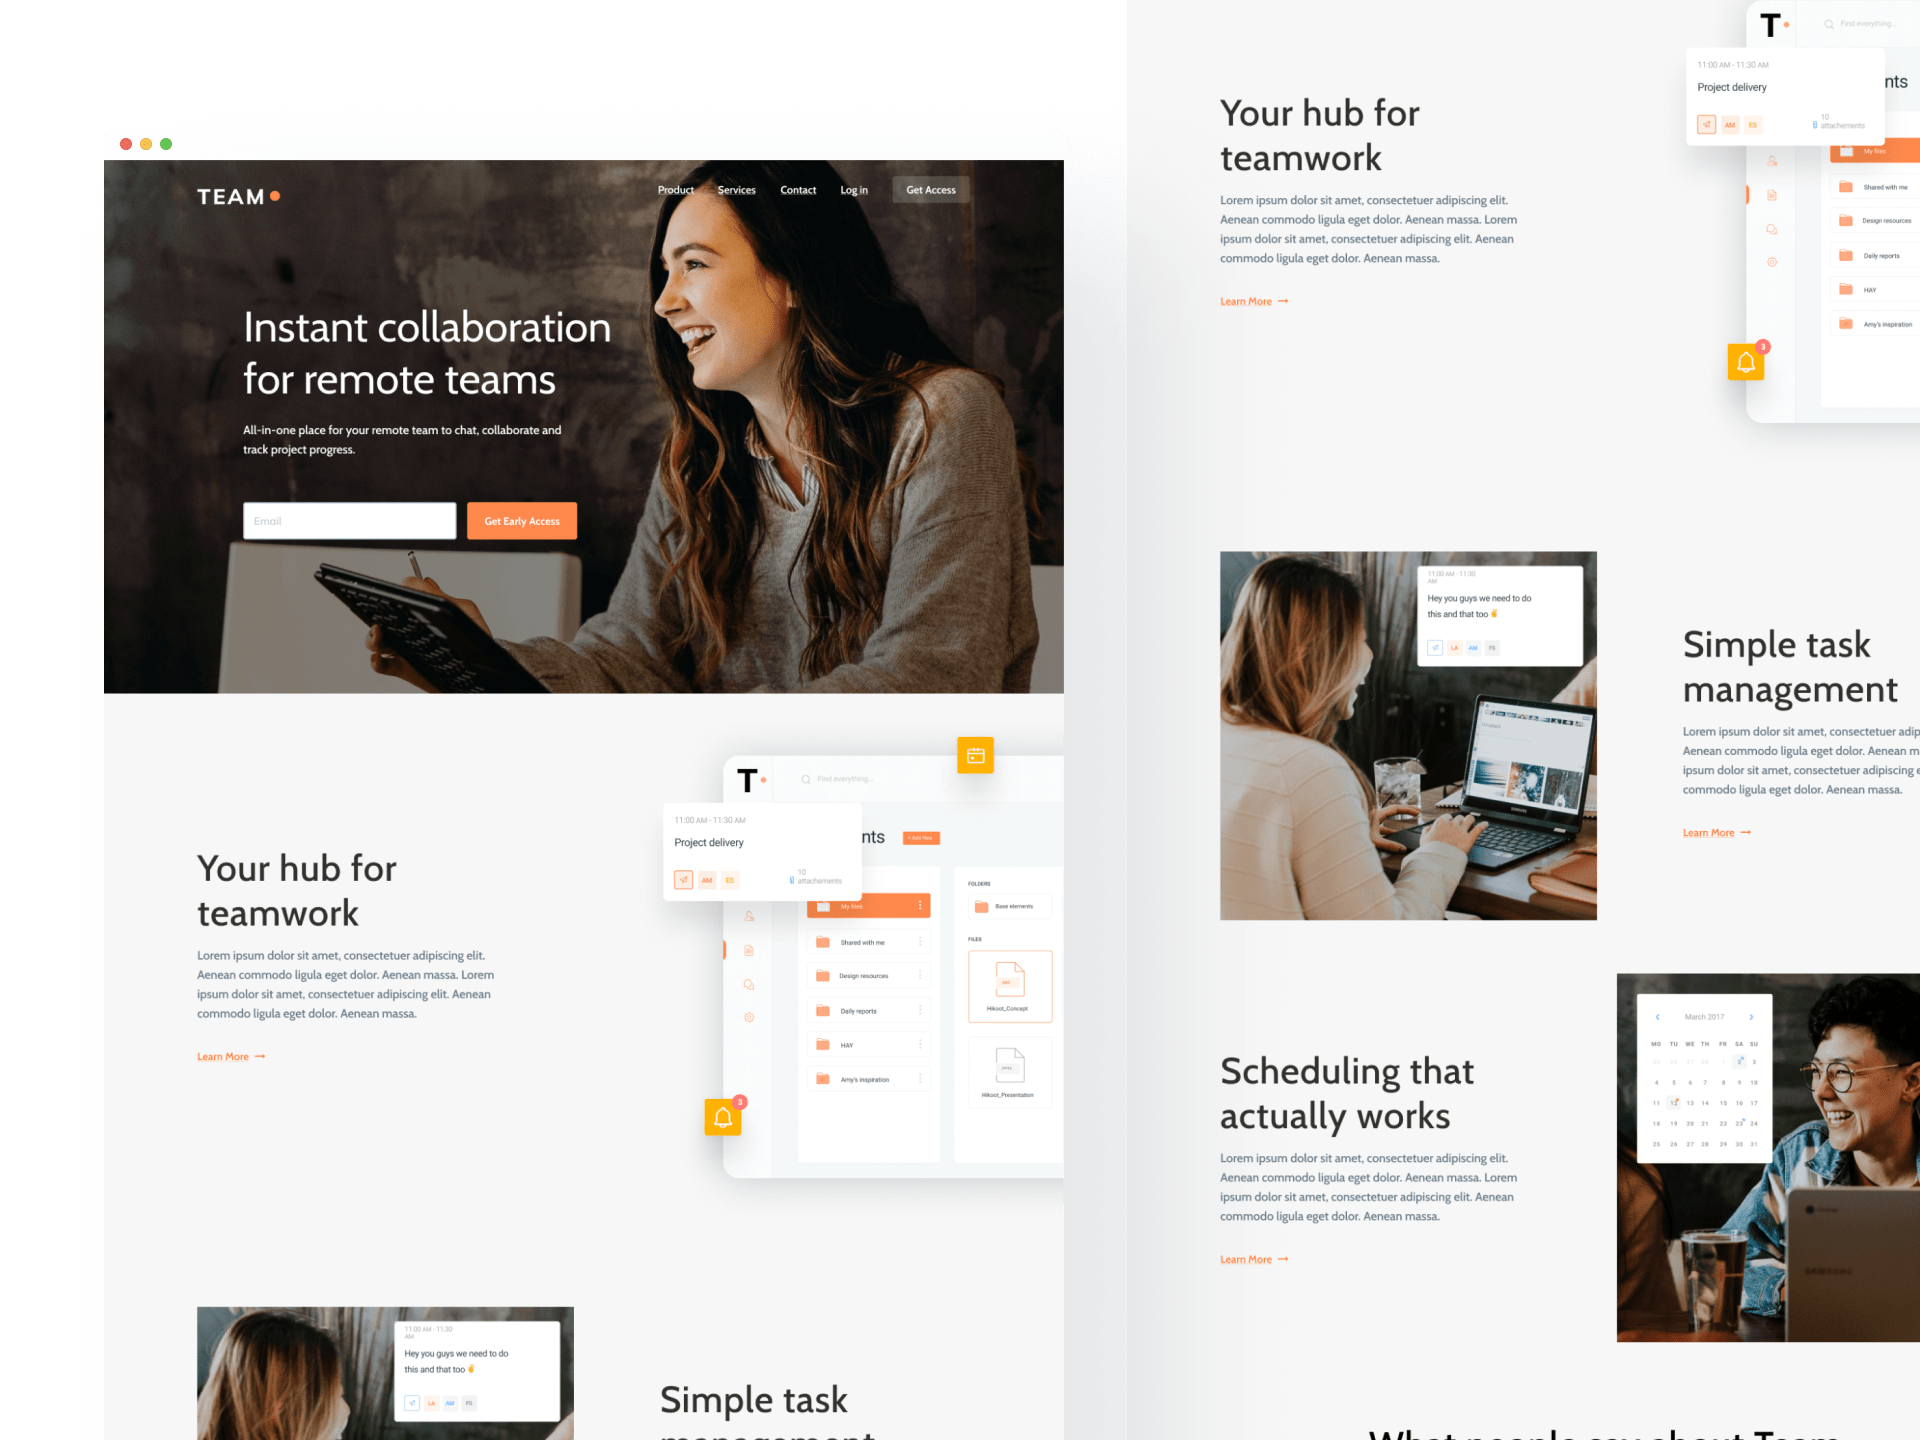 TEAM
Product Services Contact Log in Get Access
Instant collaboration
for remote teams
All-in-one place for your remote team to chat, collaborate and
track project progress.
Email
Get Early Access
Your hub for
teamwork
Lorem ipsum dolor sit amet, consectetuer adipiscing elit.
Aenean commodo ligula eget dolor. Aenean massa. Lorem
ipsum dolor sit amet, consectetuer adipiscing elit. Aenean
commodo ligula eget dolor. Aenean massa.
Learn More
T
Find everything...
11:00 AM - 11:30 AM
Project delivery
AM ES
10
attachements
nts
+ Add New
My files
Shared with me
Design resources
Daily reports
HAY
Amy's inspiration
FOLDERS
Base elements
FILES
Hikoot_Concept
Hikoot_Presentation
3
11:00 AM - 11:30
AM
Hey you guys we need to do
this and that too
LA AM FS
Simple task
management
Your hub for
teamwork
Lorem ipsum dolor sit amet, consectetuer adipiscing elit.
Aenean commodo ligula eget dolor. Aenean massa. Lorem
ipsum dolor sit amet, consectetuer adipiscing elit. Aenean
commodo ligula eget dolor. Aenean massa.
Learn More
T
Find everything...
11:00 AM - 11:30 AM
Project delivery
AM ES
10
attachements
nts
My files
Shared with me
Design resources
Daily reports
HAY
Amy's inspiration
3
11:00 AM - 11:30
AM
Hey you guys we need to do
this and that too
LA AM FS
SAMSUNG
Simple task
management
Lorem ipsum dolor sit amet, consectetuer adip
Aenean commodo ligula eget dolor. Aenean m
ipsum dolor sit amet, consectetuer adipiscing e
commodo ligula eget dolor. Aenean massa.
Learn More
Scheduling that
actually works
Lorem ipsum dolor sit amet, consectetuer adipiscing elit.
Aenean commodo ligula eget dolor. Aenean massa. Lorem
ipsum dolor sit amet, consectetuer adipiscing elit. Aenean
commodo ligula eget dolor. Aenean massa.
Learn More
March 2017
MO TU WE TH FR SA SU
25 26 27 28 1 2 3
4 5 6 7 8 9 10
11 12 13 14 15 16 17
18 19 20 21 22 23 24
25 26 27 28 29 30 31
SAMSUNG
What people say about Team